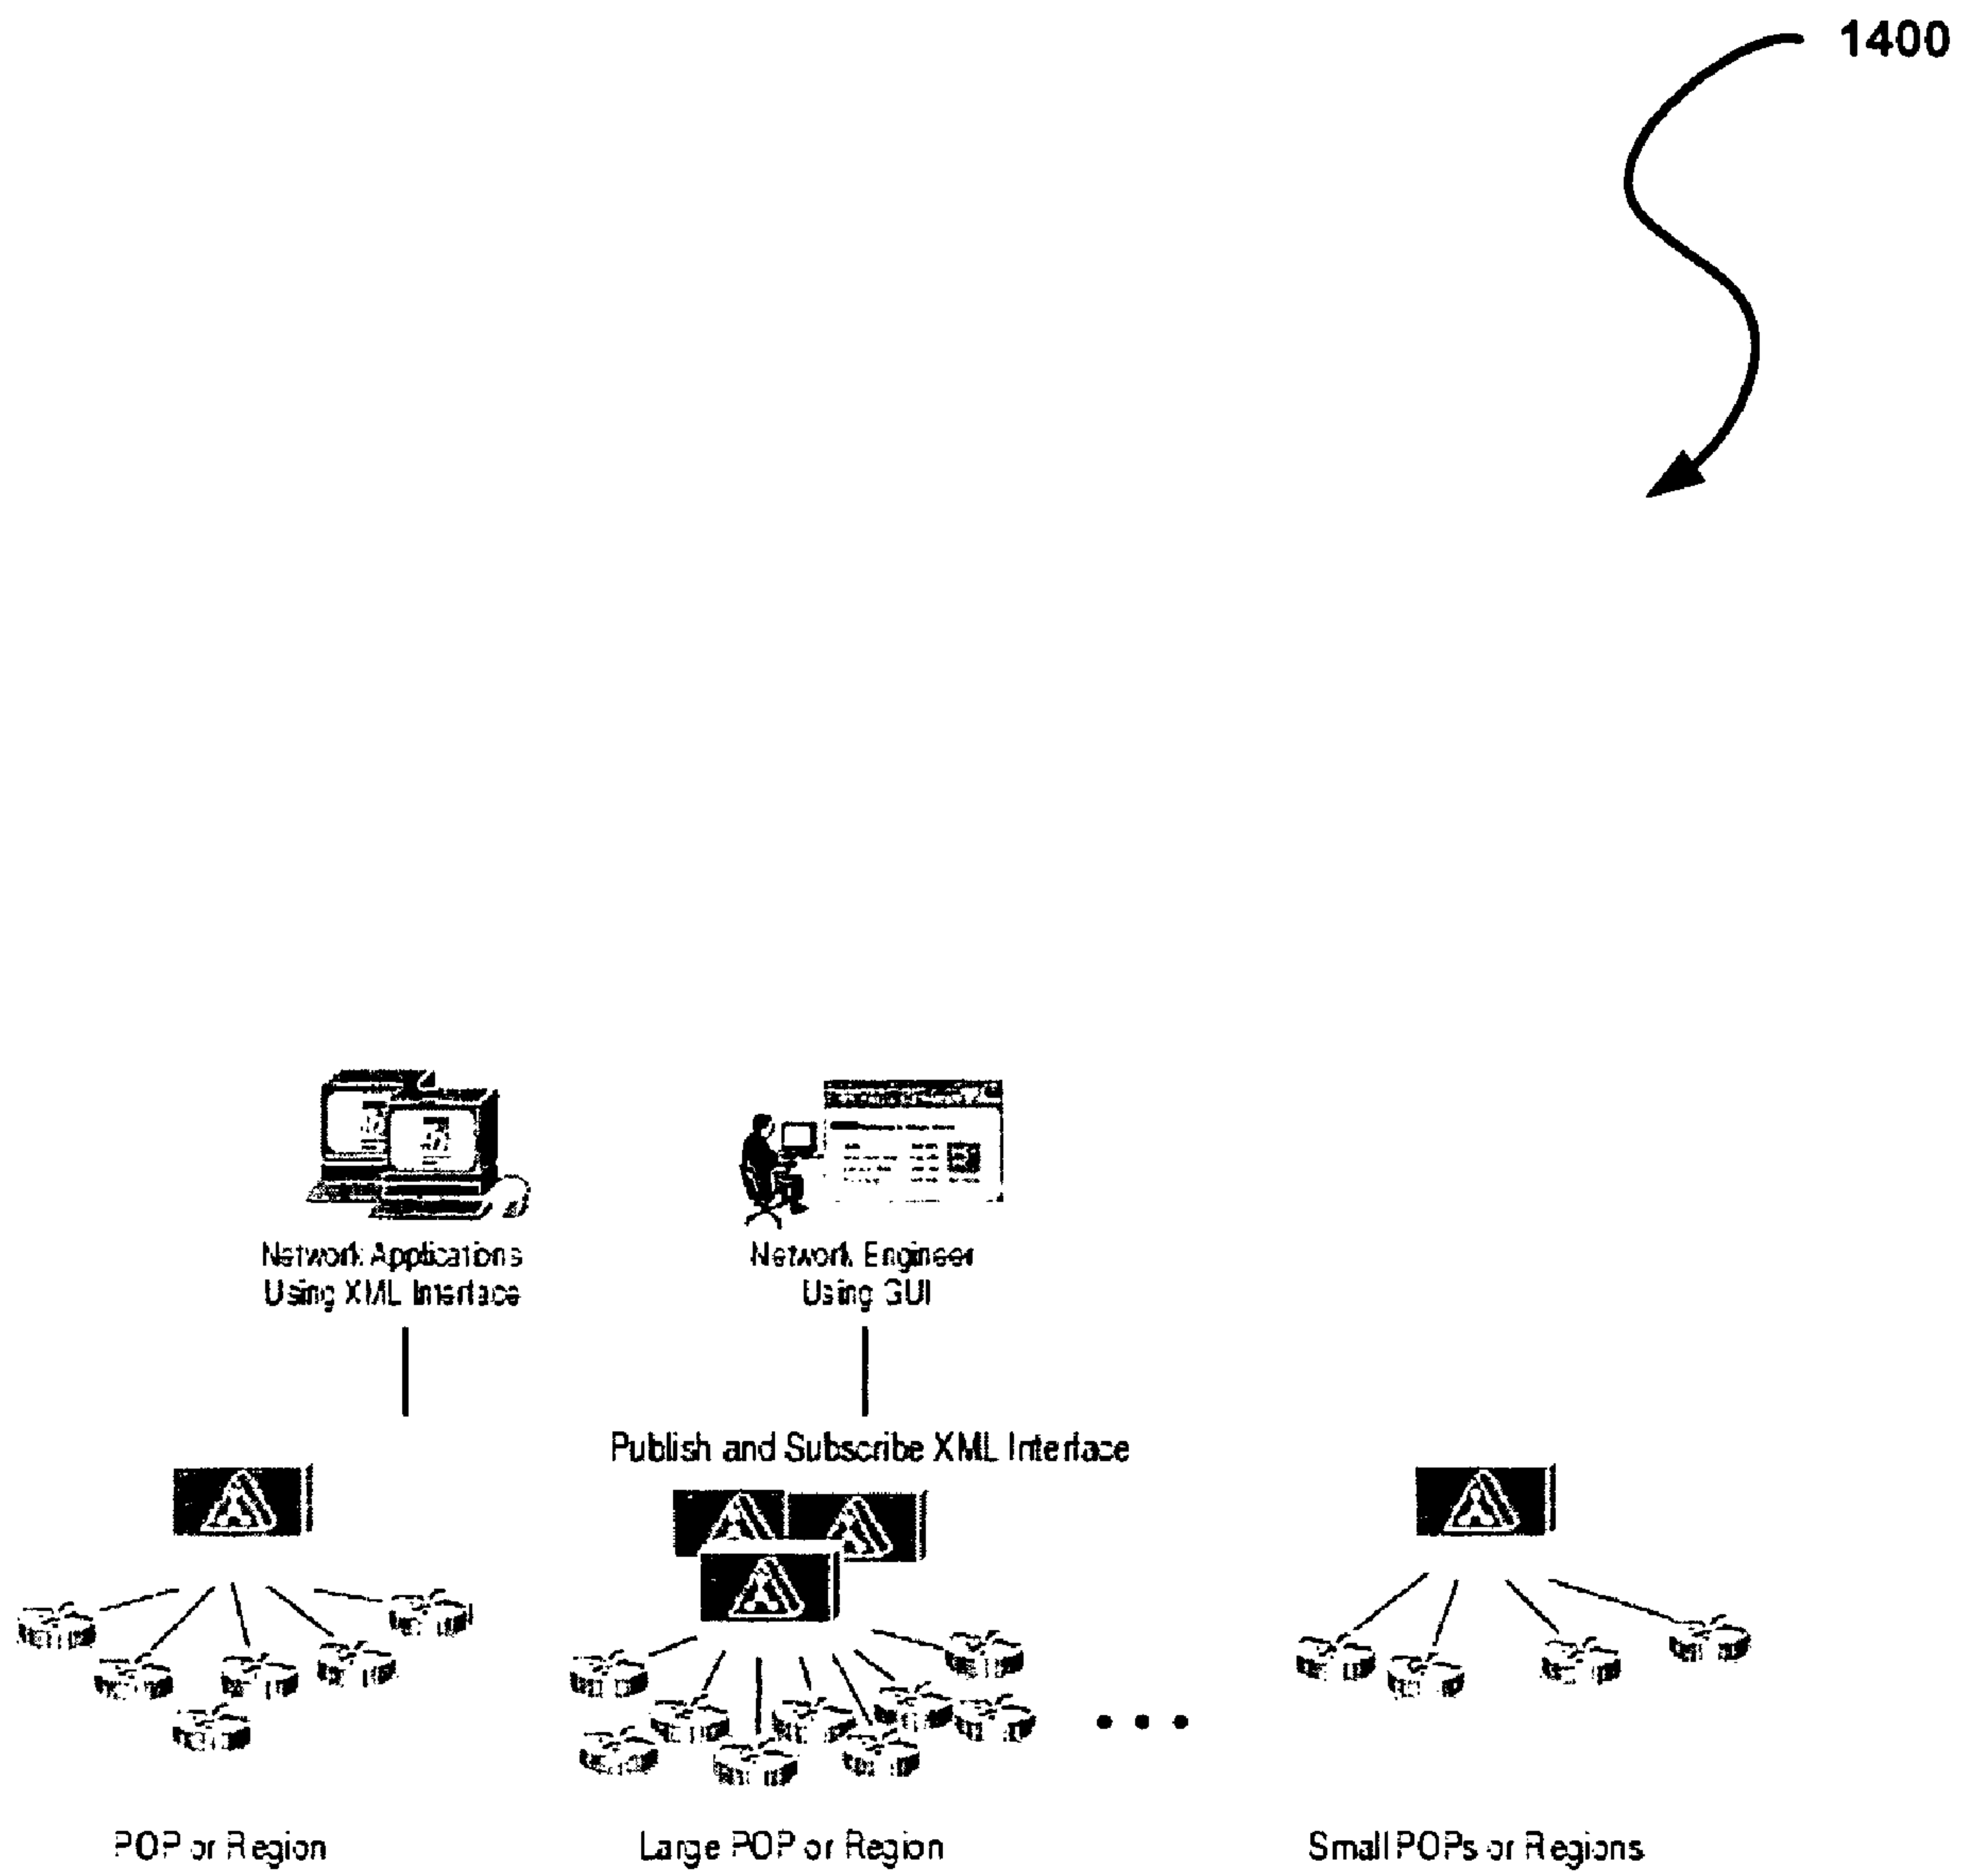 1400
Network Applications
Using XML Interface
Network Engineer
Using GUI
Publish and Subscribe XML Interface
POP or Region
Large POP or Region
Small POPs or Regions